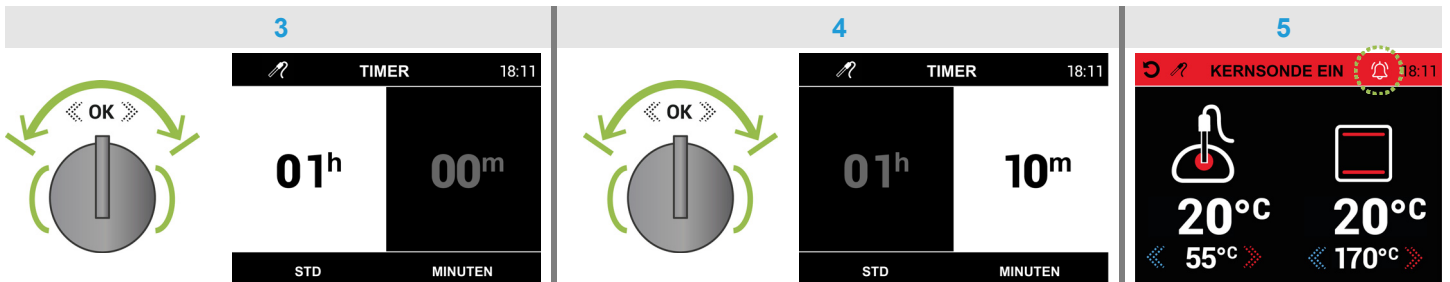 3
4
5
OK
TIMER 18:11
01h 00m
STD MINUTEN
OK
TIMER 18:11
01h 10m
STD MINUTEN
KERNSONDE EIN 18:11
20°C 20°C
55°C 170°C